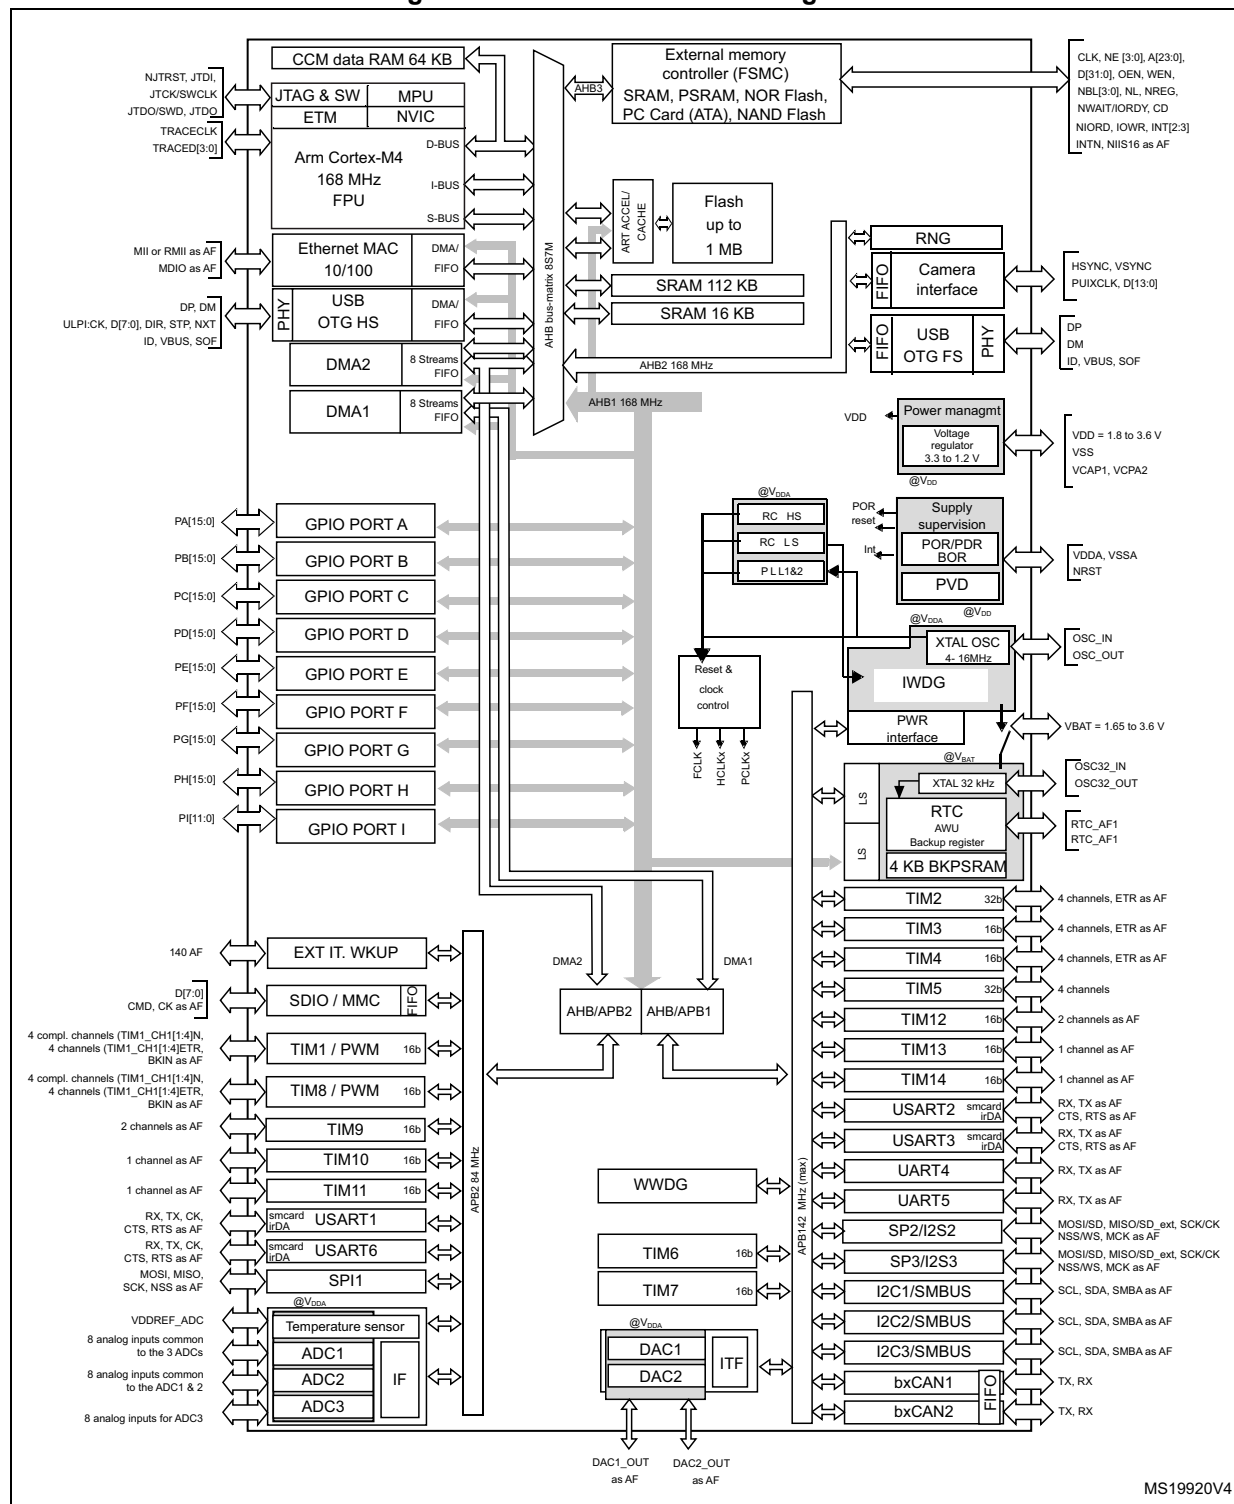 CCM data RAM 64 KB
External memory
controller (FSMC)
SRAM, PSRAM, NOR Flash,
PC Card (ATA), NAND Flash
AHB3
CLK, NE [3:0], A[23:0],
D[31:0], OEN, WEN,
NBL[3:0], NL, NREG,
NWAIT/IORDY, CD
NIORD, IOWR, INT[2:3]
INTN, NIIS16 as AF
NJTRST, JTDI,
JTCK/SWCLK
JTDO/SWD, JTDO
TRACECLK
TRACED[3:0]
JTAG & SW
MPU
ETM
NVIC
Arm Cortex-M4
168 MHz
FPU
D-BUS
I-BUS
S-BUS
AHB bus-matrix 8S7M
ART ACCEL/
CACHE
Flash
up to
1 MB
SRAM 112 KB
SRAM 16 KB
MII or RMII as AF
MDIO as AF
Ethernet MAC
10/100
DMA/
FIFO
DP, DM
ULPI:CK, D[7:0], DIR, STP, NXT
ID, VBUS, SOF
PHY
USB
OTG HS
DMA/
FIFO
DMA2
8 Streams
FIFO
DMA1
8 Streams
FIFO
RNG
FIFO
Camera
interface
HSYNC, VSYNC
PUIXCLK, D[13:0]
FIFO
USB
OTG FS
PHY
DP
DM
ID, VBUS, SOF
AHB2 168 MHz
AHB1 168 MHz
VDD
Power managmt
Voltage
regulator
3.3 to 1.2 V
@VDD
VDD = 1.8 to 3.6 V
VSS
VCAP1, VCPA2
@VDDA
RC HS
RC LS
PLL1&2
POR
reset
Int
Supply
supervision
POR/PDR
BOR
PVD
@VDD
VDDA, VSSA
NRST
@VDDA
XTAL OSC
4- 16MHz
IWDG
OSC_IN
OSC_OUT
PWR
interface
VBAT = 1.65 to 3.6 V
@VBAT
LS
LS
XTAL 32 kHz
RTC
AWU
Backup register
4 KB BKPSRAM
OSC32_IN
OSC32_OUT
RTC_AF1
RTC_AF1
Reset &
clock
control
FCLK
HCLKx
PCLKx
PA[15:0]
GPIO PORT A
PB[15:0]
GPIO PORT B
PC[15:0]
GPIO PORT C
PD[15:0]
GPIO PORT D
PE[15:0]
GPIO PORT E
PF[15:0]
GPIO PORT F
PG[15:0]
GPIO PORT G
PH[15:0]
GPIO PORT H
PI[11:0]
GPIO PORT I
DMA2
DMA1
AHB/APB2
AHB/APB1
140 AF
EXT IT. WKUP
D[7:0]
CMD, CK as AF
SDIO / MMC
FIFO
4 compl. channels (TIM1_CH1[1:4]N,
4 channels (TIM1_CH1[1:4]ETR,
BKIN as AF
TIM1 / PWM 16b
4 compl. channels (TIM1_CH1[1:4]N,
4 channels (TIM1_CH1[1:4]ETR,
BKIN as AF
TIM8 / PWM 16b
2 channels as AF
TIM9 16b
1 channel as AF
TIM10 16b
1 channel as AF
TIM11 16b
RX, TX, CK,
CTS, RTS as AF
smcard
irDA
USART1
RX, TX, CK,
CTS, RTS as AF
smcard
irDA
USART6
MOSI, MISO,
SCK, NSS as AF
SPI1
APB2 84 MHz
@VDDA
VDDREF_ADC
Temperature sensor
8 analog inputs common
to the 3 ADCs
ADC1
8 analog inputs common
to the ADC1 & 2
ADC2
8 analog inputs for ADC3
ADC3
IF
WWDG
TIM6 16b
TIM7 16b
@VDDA
DAC1
DAC2
ITF
DAC1_OUT
as AF
DAC2_OUT
as AF
APB142 MHz (max)
TIM2 32b
4 channels, ETR as AF
TIM3 16b
4 channels, ETR as AF
TIM4 16b
4 channels, ETR as AF
TIM5 32b
4 channels
TIM12 16b
2 channels as AF
TIM13 16b
1 channel as AF
TIM14 16b
1 channel as AF
USART2
smcard
irDA
RX, TX as AF
CTS, RTS as AF
USART3
smcard
irDA
RX, TX as AF
CTS, RTS as AF
UART4
RX, TX as AF
UART5
RX, TX as AF
SP2/I2S2
MOSI/SD, MISO/SD_ext, SCK/CK
NSS/WS, MCK as AF
SP3/I2S3
MOSI/SD, MISO/SD_ext, SCK/CK
NSS/WS, MCK as AF
I2C1/SMBUS
SCL, SDA, SMBA as AF
I2C2/SMBUS
SCL, SDA, SMBA as AF
I2C3/SMBUS
SCL, SDA, SMBA as AF
bxCAN1
TX, RX
bxCAN2
FIFO
TX, RX
MS19920V4